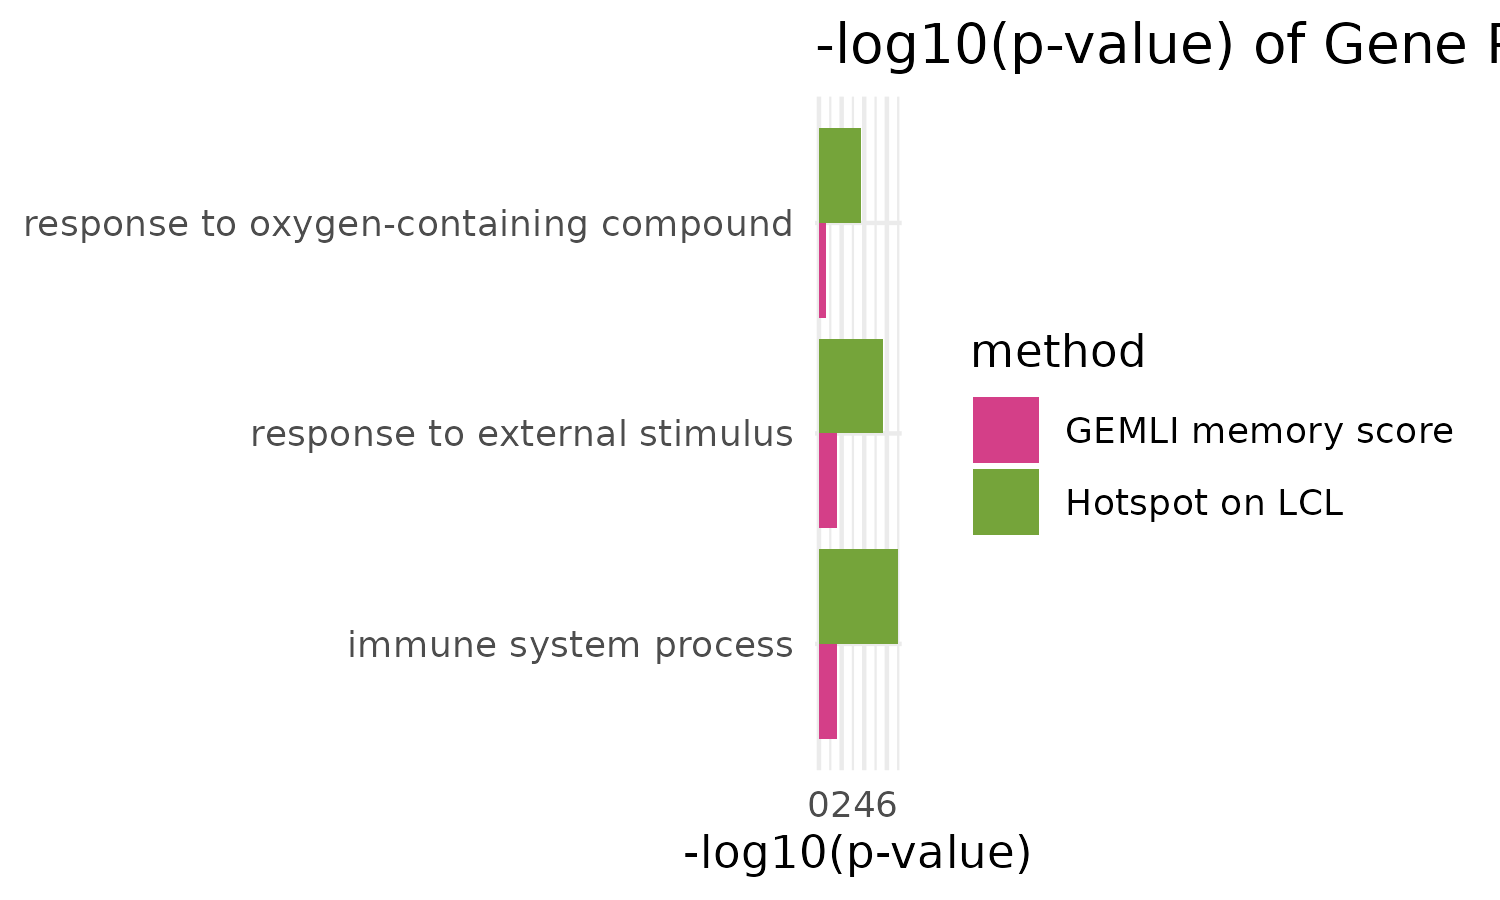 -log10(p-value) of Gene
response to oxygen-containing compound
response to external stimulus
immune system process
0246
-log10(p-value)
method
GEMLI memory score
Hotspot on LCL